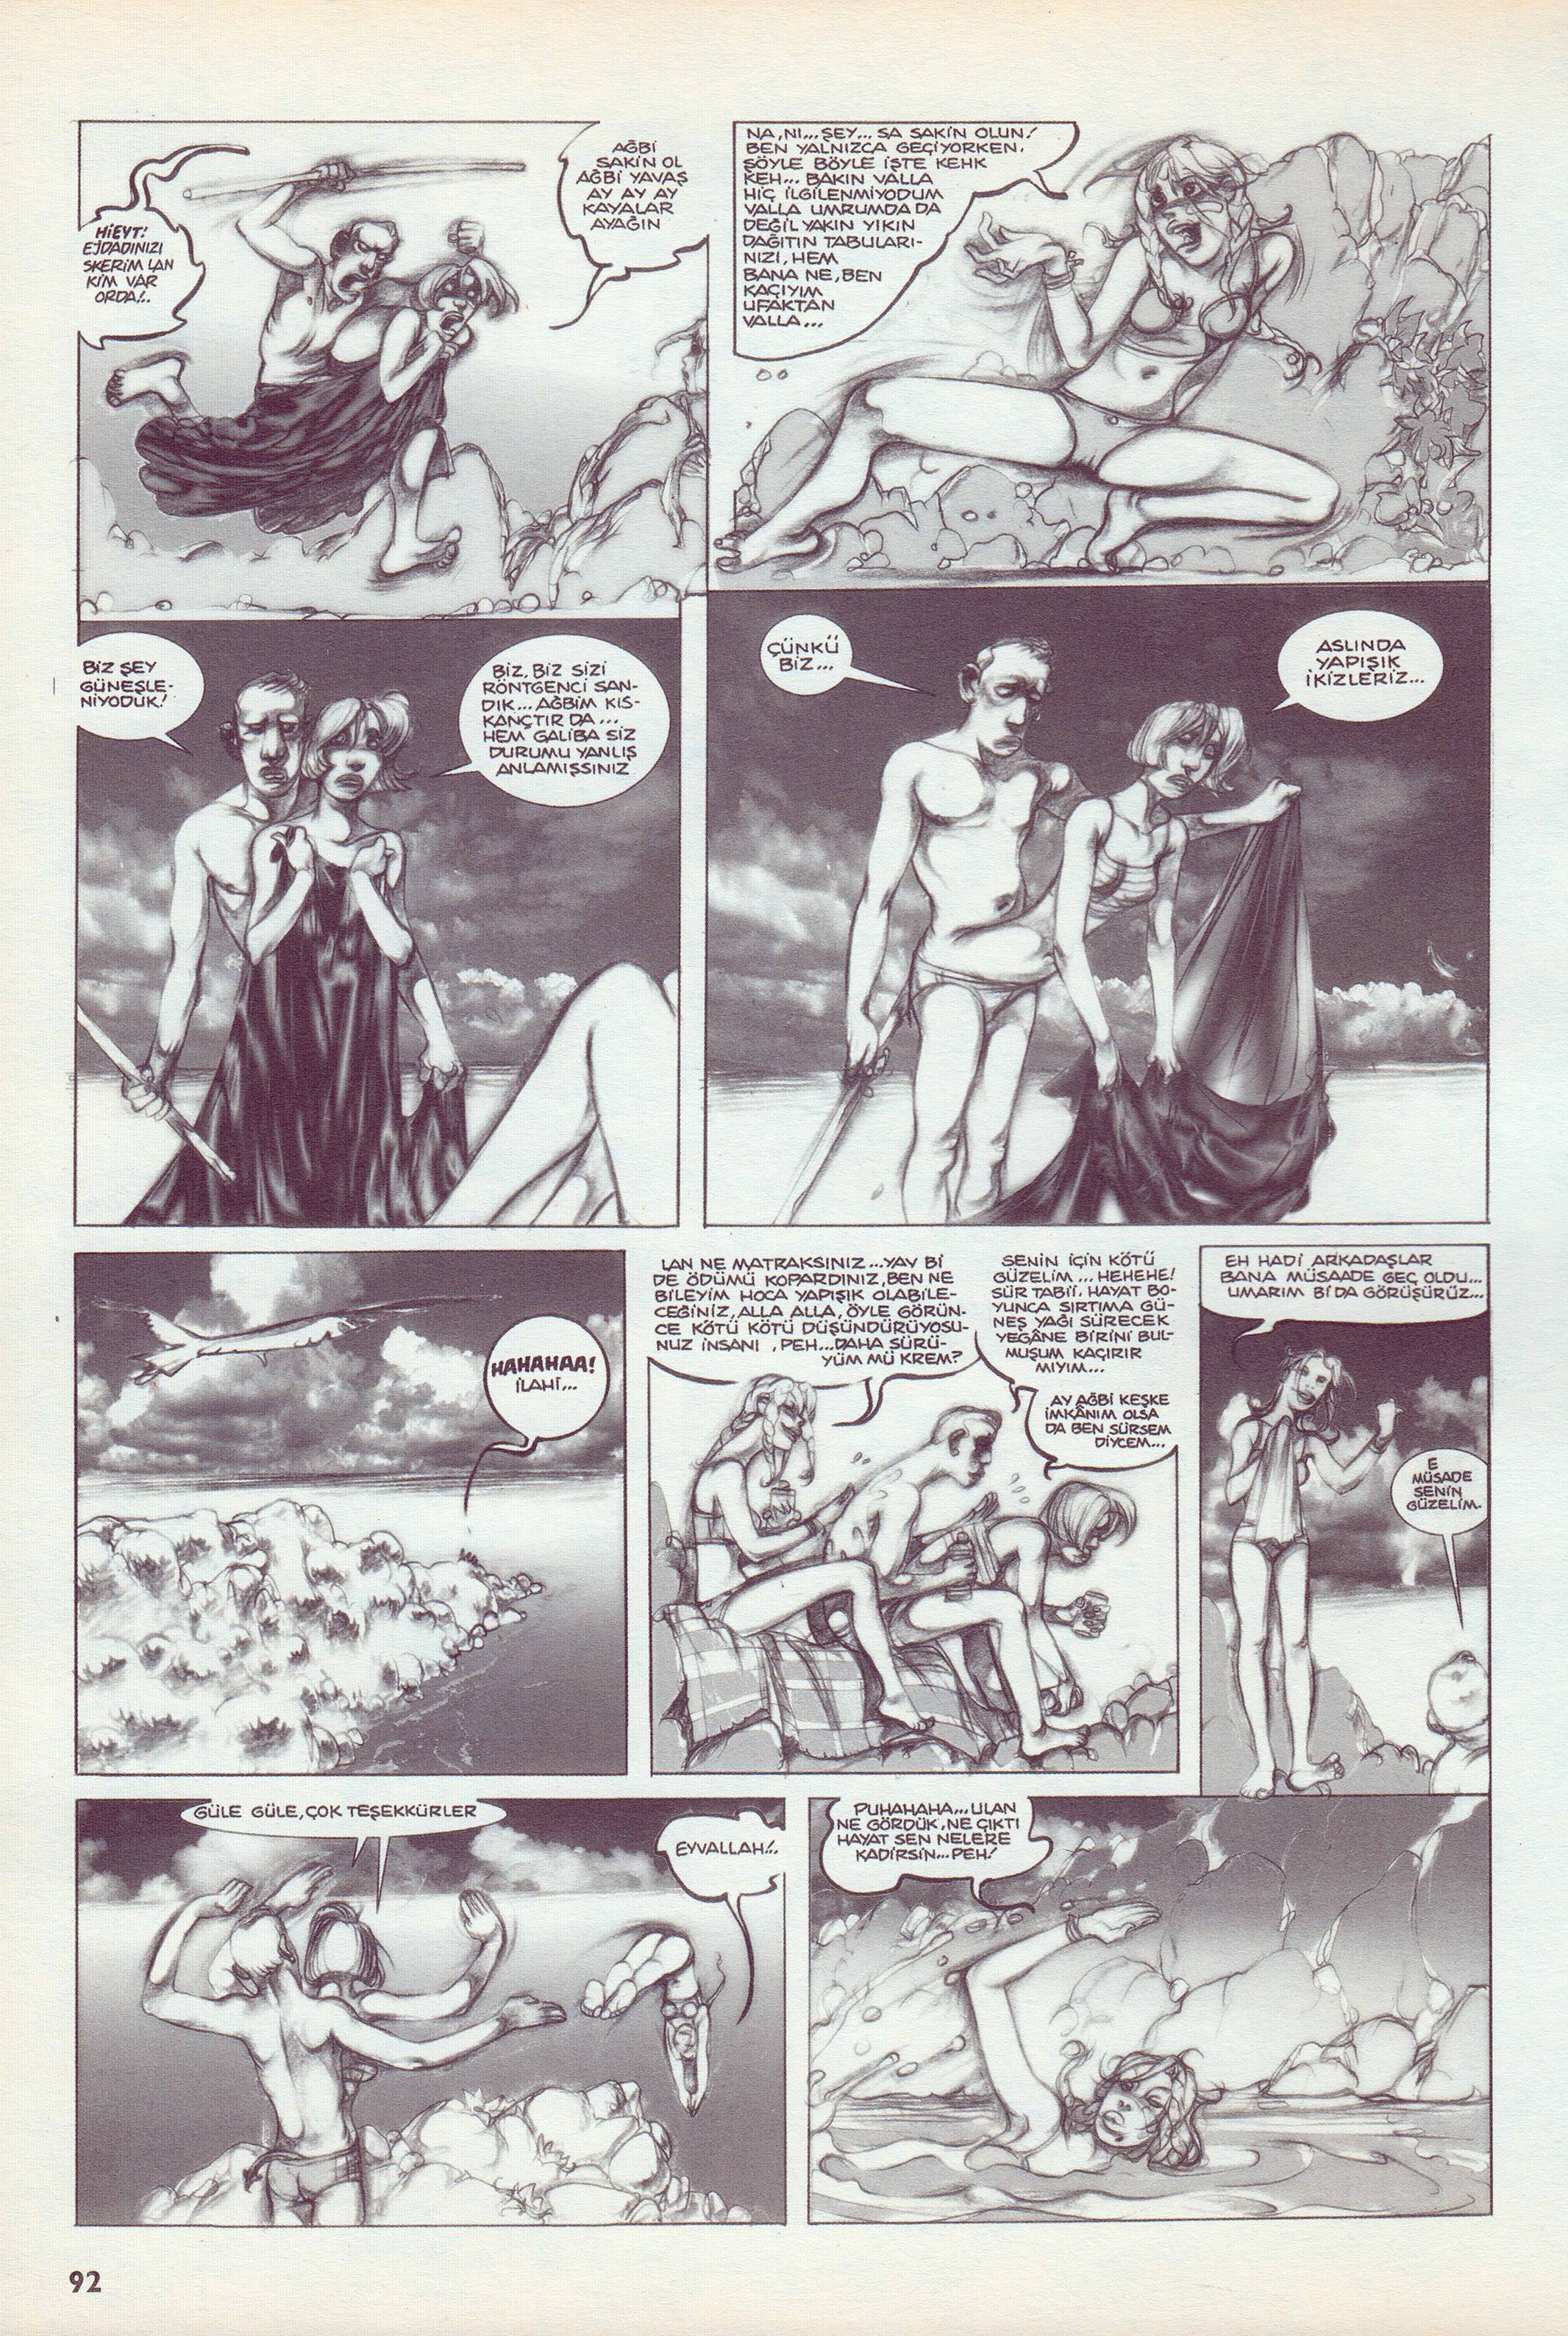 HİEYT!
EJDADINIZI
SKERİM LAN
KİM VAR
ORDA!..
AĞBİ
SAKİN OL
AĞBİ YAVAŞ
AY AY AY
KAYALAR
AYAĞIN
NA, NI... ŞEY... SA SAKİN OLUN!
BEN YALNIZCA GEÇİYORKEN,
ŞÖYLE BÖYLE İŞTE KEHK
KEH... BAKIN VALLA
HİÇ İLGİLENMİYODUM
VALLA UMRUMDA DA
DEĞİL YAKIN YIKIN
DAĞITIN TABULARI-
NIZI, HEM
BANA NE, BEN
KAÇIYIM
UFAKTAN
VALLA...
BİZ ŞEY
GÜNEŞLE-
NİYODUK!
BİZ, BİZ SİZİ
RÖNTGENCİ SAN-
DIK... AĞBİM KIS-
KANÇTIR DA...
HEM GALİBA SİZ
DURUMU YANLIŞ
ANLAMIŞSINIZ
ÇÜNKÜ
BİZ...
ASLINDA
YAPIŞIK
İKİZLERİZ...
HAHAHAA!
İLAHİ...
LAN NE MATRAKSINIZ...YAV Bİ
DE ÖDÜMÜ KOPARDINIZ, BEN NE
BİLEYİM HOCA YAPIŞIK OLABİLE-
CEĞİNİZ, ALLA ALLA, ÖYLE GÖRÜN-
CE KÖTÜ KÖTÜ DÜŞÜNDÜRÜYOSU-
NUZ İNSANI , PEH...DAHA SÜRÜ-
YÜM MÜ KREM?
SENİN İÇİN KÖTÜ
GÜZELİM ... HEHEHE!
SÜR TABİİ. HAYAT BO-
YUNCA SIRTIMA GÜ-
NEŞ YAĞI SÜRECEK
YEGÂNE BİRİNİ BUL-
MUŞUM KAÇIRIR
MIYIM...
AY AĞBİ KEŞKE
İMKÂNIM OLSA
DA BEN SÜRSEM
DİYCEM...
EH HADİ ARKADAŞLAR
BANA MÜSAADE GEÇ OLDU...
UMARIM Bİ DA GÖRÜŞÜRÜZ...
E
MÜSADE
SENİN
GÜZELİM.
GÜLE GÜLE, ÇOK TEŞEKKÜRLER
EYVALLAH!..
PUHAHAHA... ULAN
NE GÖRDÜK, NE ÇIKTI
HAYAT SEN NELERE
KADİRSİN... PEH!
92